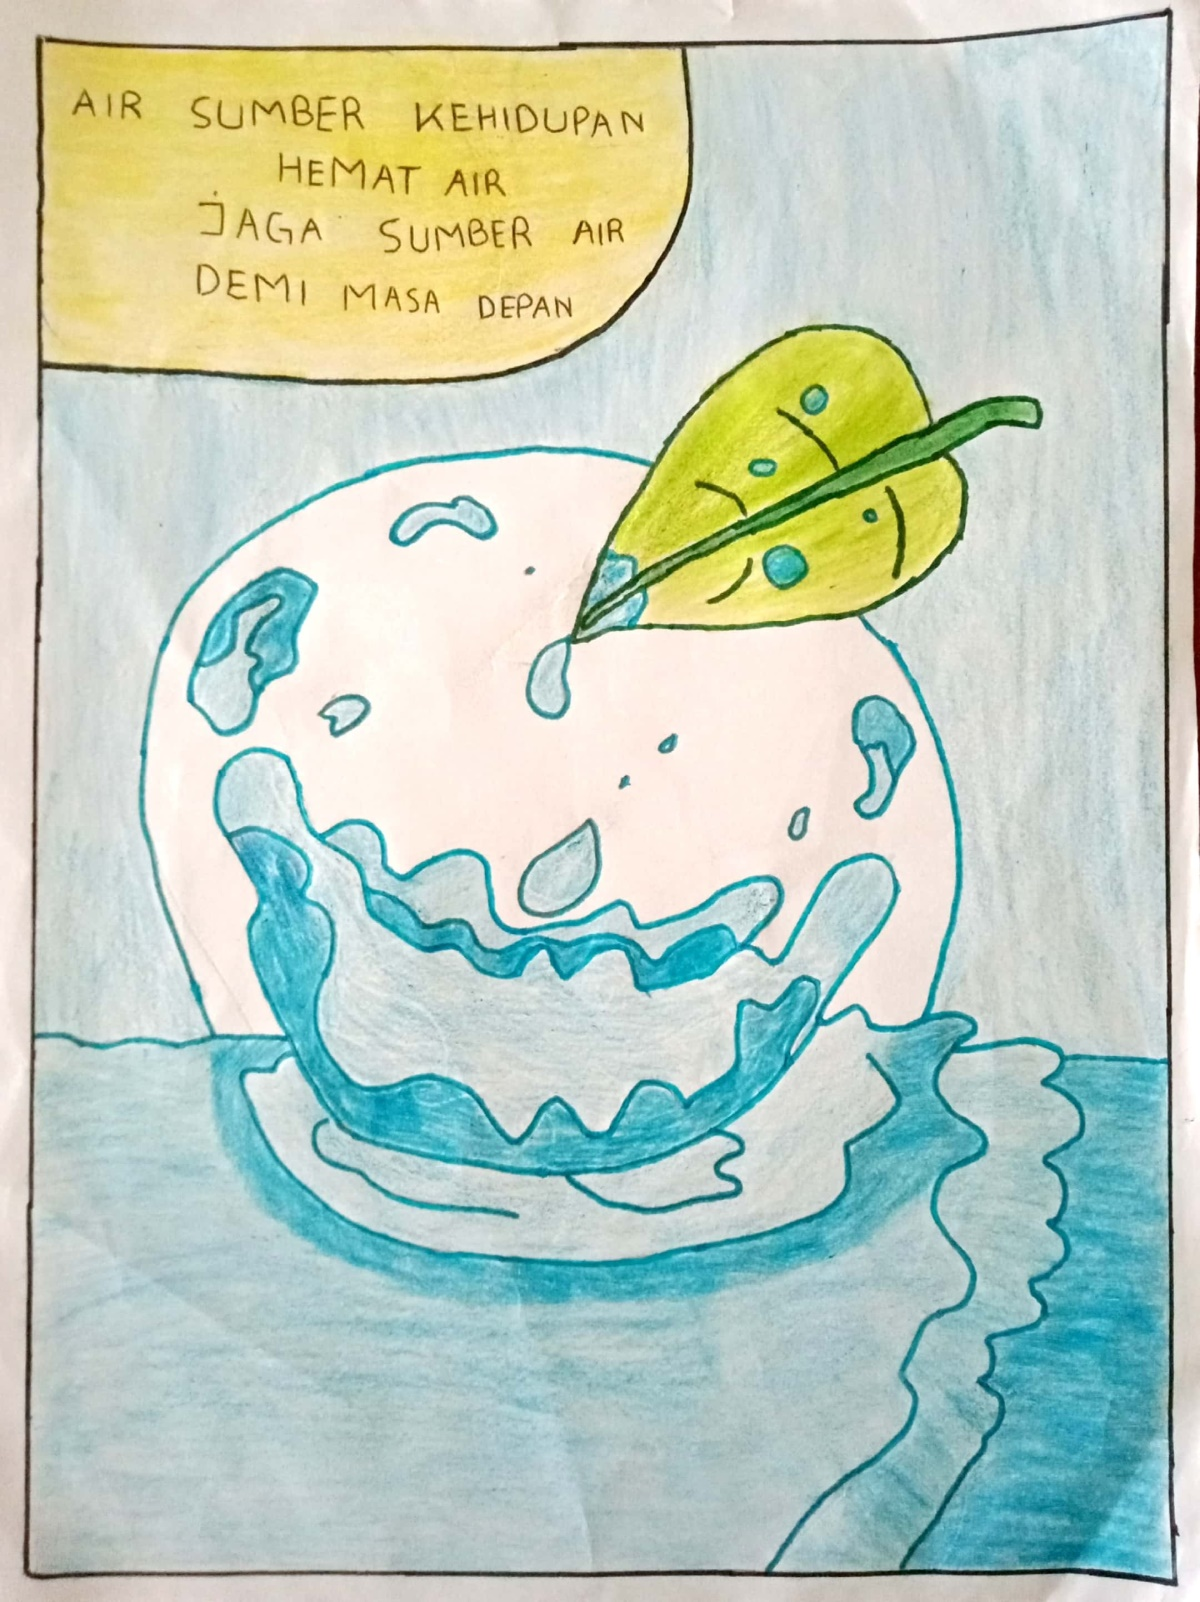 AIR SUMBER KEHIDUPAN
HEMAT AIR
JAGA SUMBER AIR
DEMI MASA DEPAN